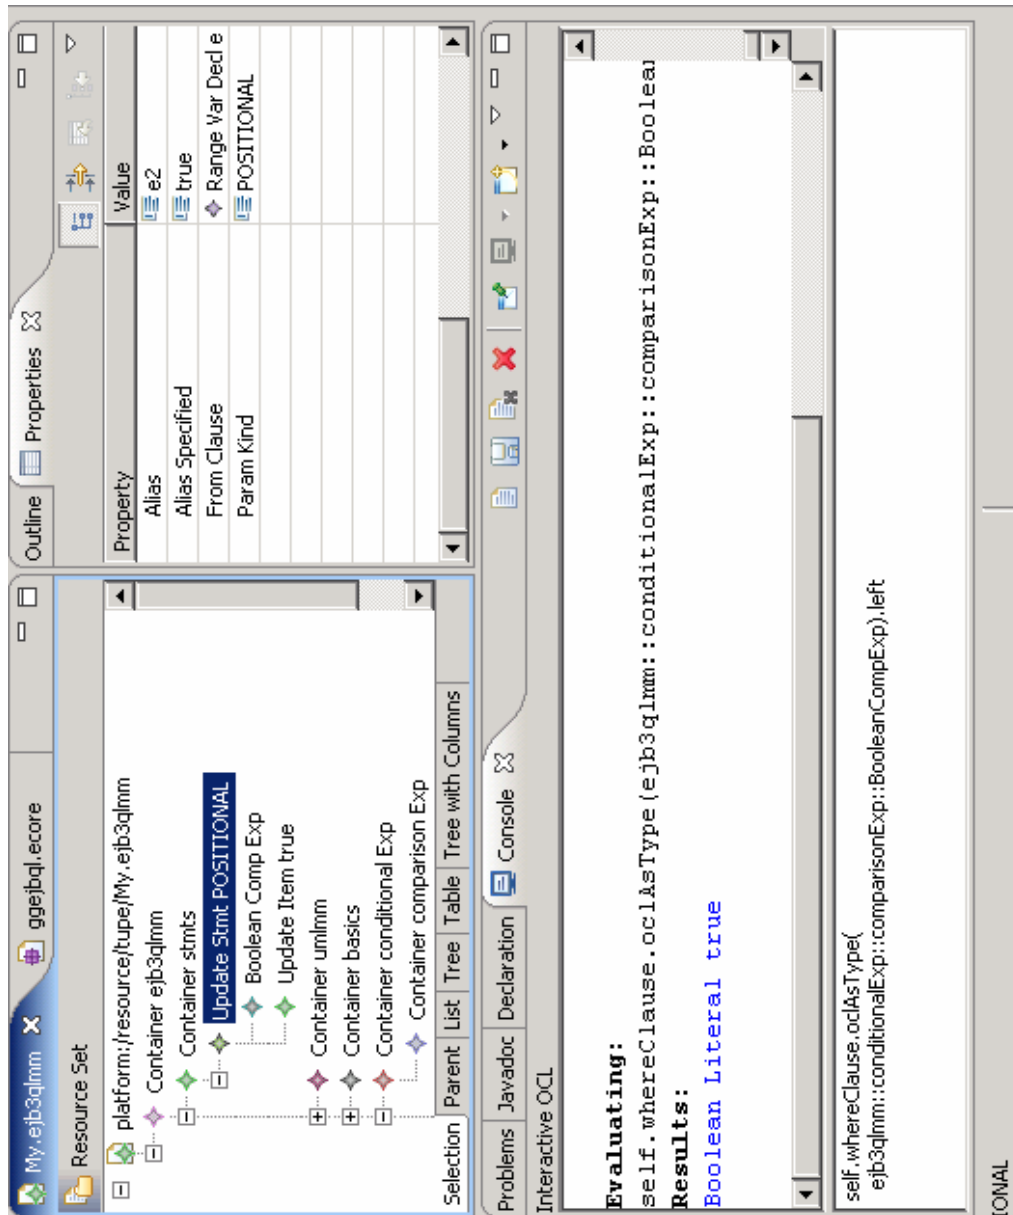 My.ejb3qlmm
ggejbql.ecore
Resource Set
platform:/resource/tupe/My.ejb3qlmm
Container ejb3qlmm
Container stmts
Update Stmt POSITIONAL
Boolean Comp Exp
Update Item true
Container umlmm
Container basics
Container conditional Exp
Container comparison Exp
Selection Parent List Tree Table Tree with Columns
Outline Properties
Property Value
Alias e2
Alias Specified true
From Clause Range Var Decl e
Param Kind POSITIONAL
Problems Javadoc Declaration Console
Interactive OCL
Evaluating:
self.whereClause.oclAsType(ejb3qlmm::conditionalExp::comparisonExp::Boolea
Results:
Boolean Literal true
self.whereClause.oclAsType(
ejb3qlmm::conditionalExp::comparisonExp::BooleanCompExp).left
IONAL